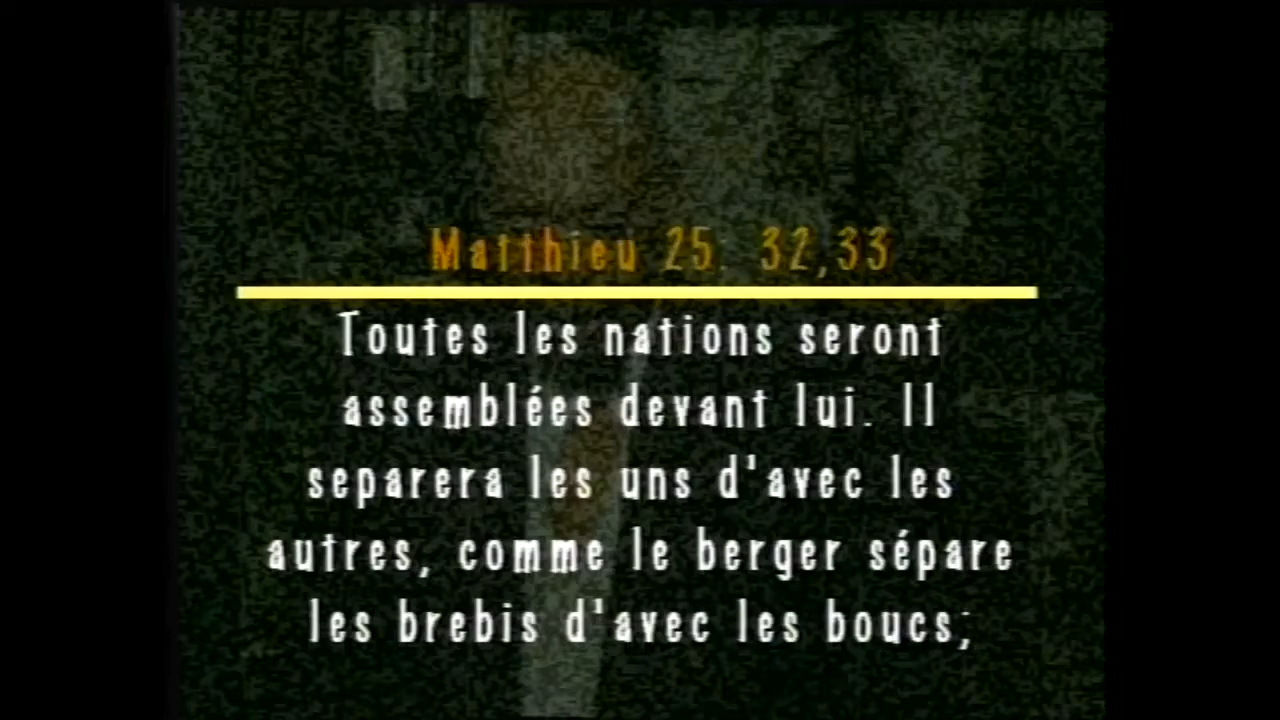 Matthieu 25. 32,33
Toutes les nations seront
assemblées devant lui. Il
separera les uns d'avec les
autres, comme le berger sépare
les brebis d'avec les boucs;